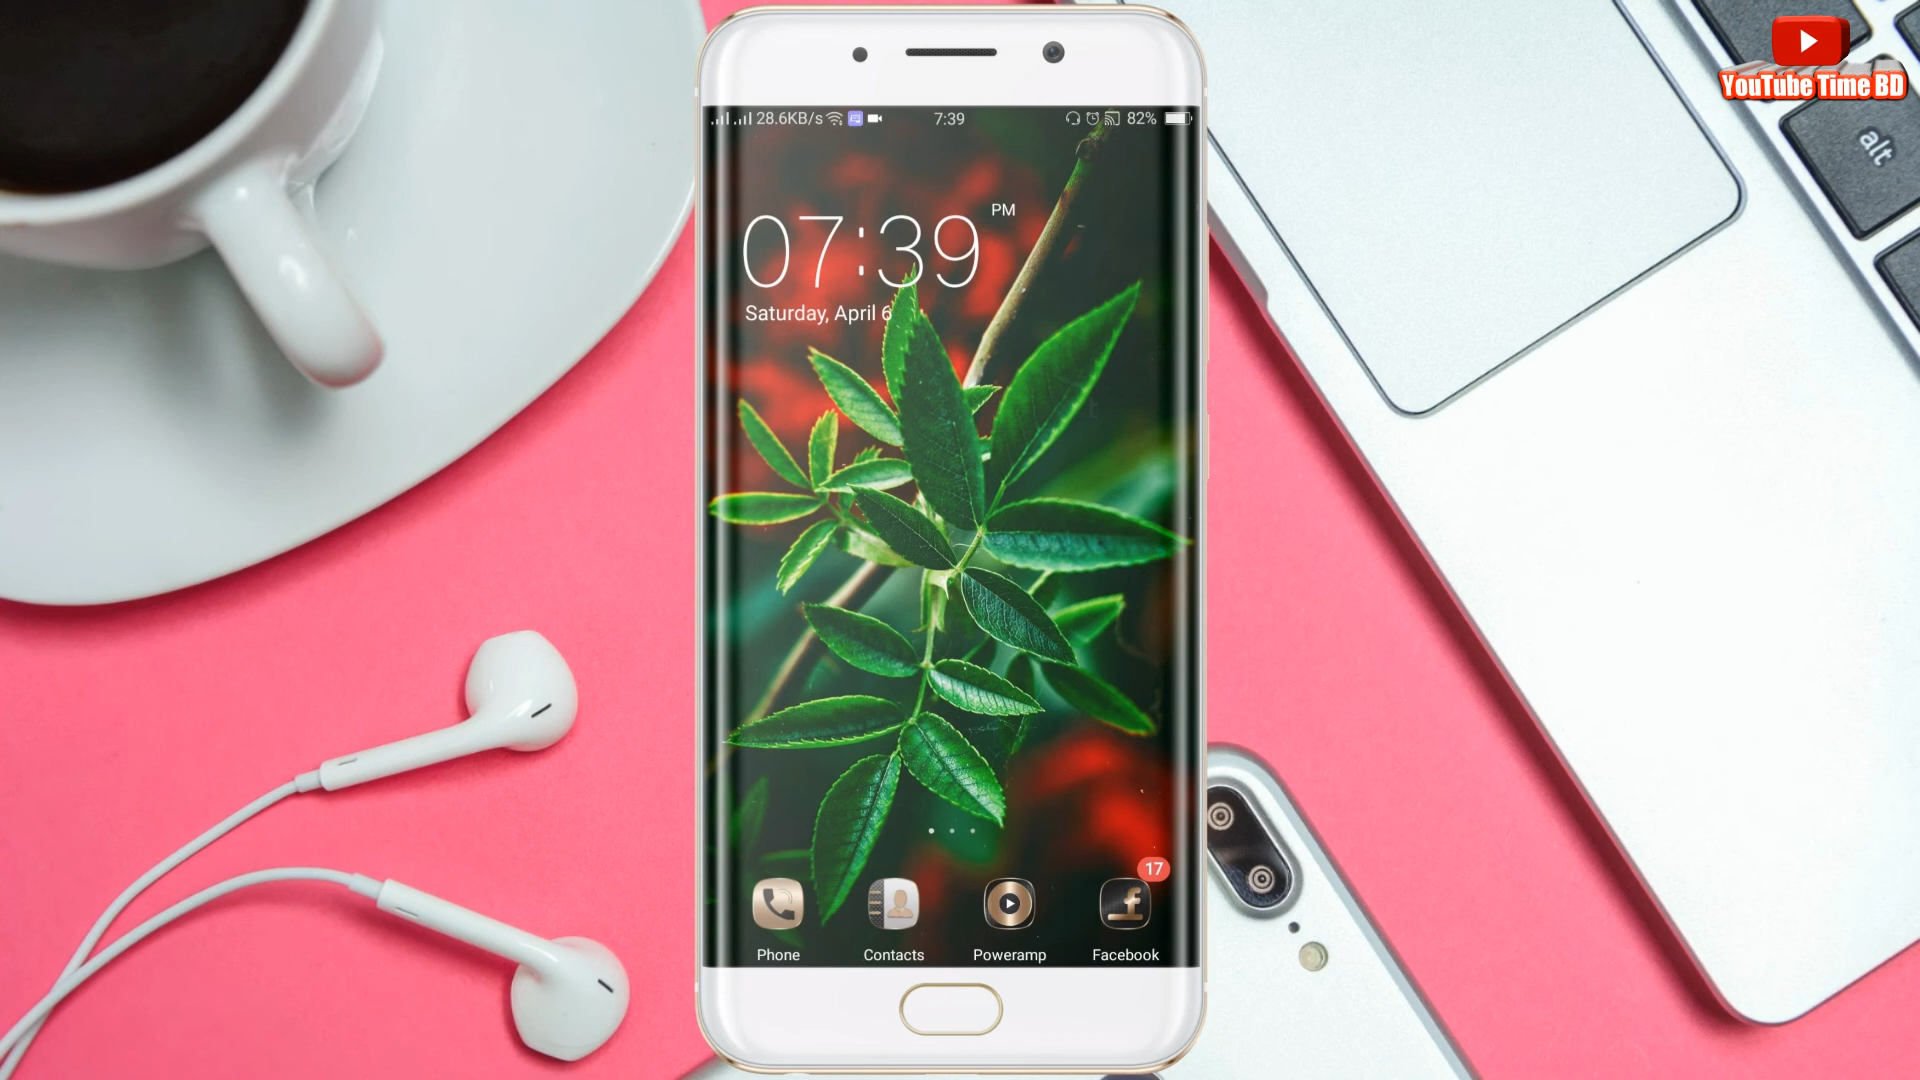 YouTube Time BD
alt
28.6KB/s 7:39 82%
07:39 PM
Saturday, April 6
17
Phone Contacts Poweramp Facebook